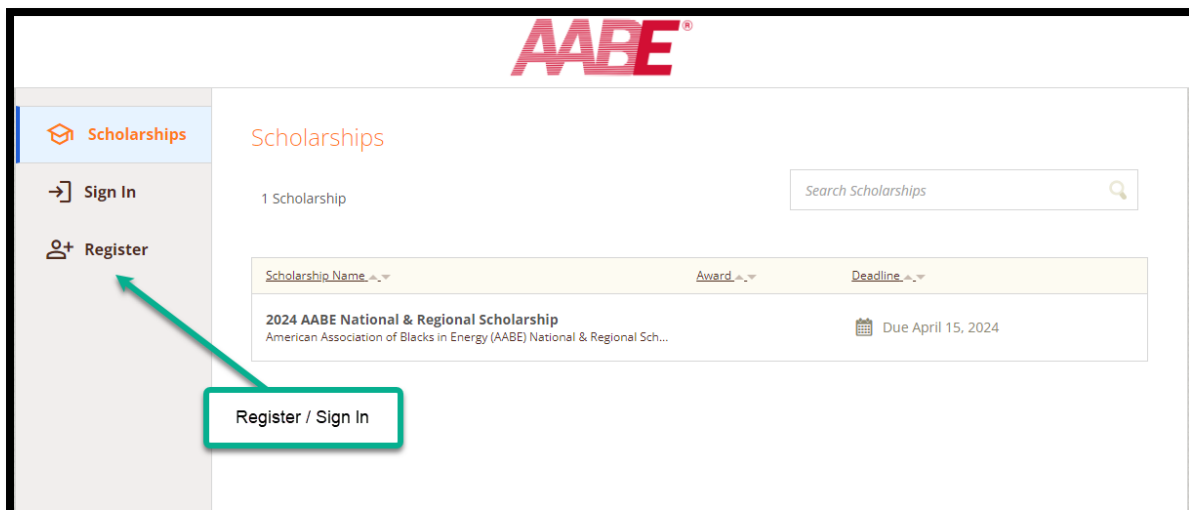 AABE®
Scholarships
Sign In
Register
Scholarships
1 Scholarship
Search Scholarships
Scholarship Name Award Deadline
2024 AABE National & Regional Scholarship
American Association of Blacks in Energy (AABE) National & Regional Sch...
Due April 15, 2024
Register / Sign In